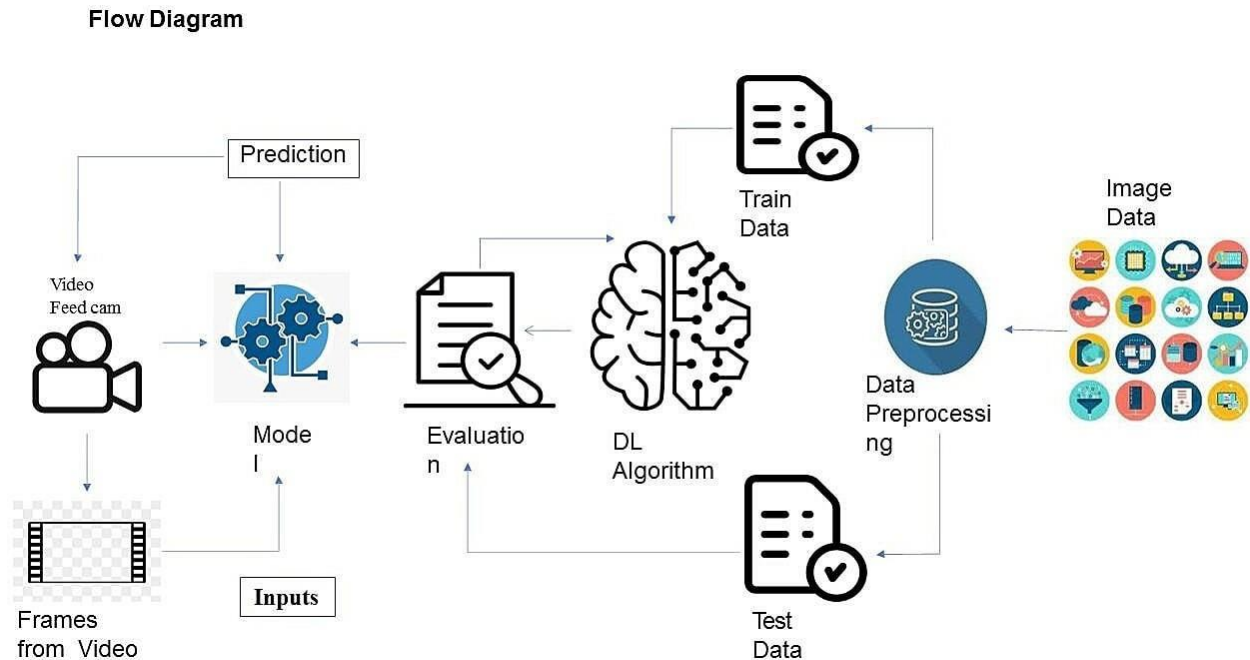 Flow Diagram
Prediction
Train
Data
Image
Data
Video
Feed cam
Mode
l
Evaluatio
n
DL
Algorithm
Data
Preprocessi
ng
Inputs
Frames
from Video
Test
Data